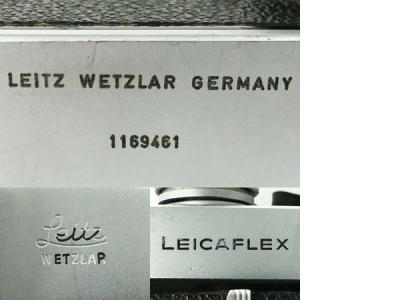 LEITZ WETZLAR GERMANY
1169461
Leitz
WETZLAR
LEICAFLEX